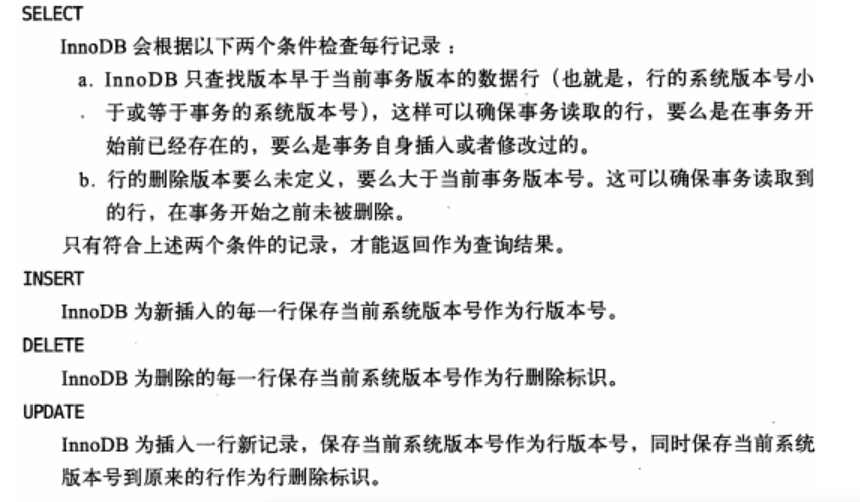 SELECT
InnoDB 会根据以下两个条件检查每行记录：
a. InnoDB 只查找版本早于当前事务版本的数据行（也就是，行的系统版本号小
于或等于事务的系统版本号），这样可以确保事务读取的行，要么是在事务开
始前已经存在的，要么是事务自身插入或者修改过的。
b. 行的删除版本要么未定义，要么大于当前事务版本号。这可以确保事务读取到
的行，在事务开始之前未被删除。
只有符合上述两个条件的记录，才能返回作为查询结果。
INSERT
InnoDB 为新插入的每一行保存当前系统版本号作为行版本号。
DELETE
InnoDB 为删除的每一行保存当前系统版本号作为行删除标识。
UPDATE
InnoDB 为插入一行新记录，保存当前系统版本号作为行版本号，同时保存当前系统
版本号到原来的行作为行删除标识。